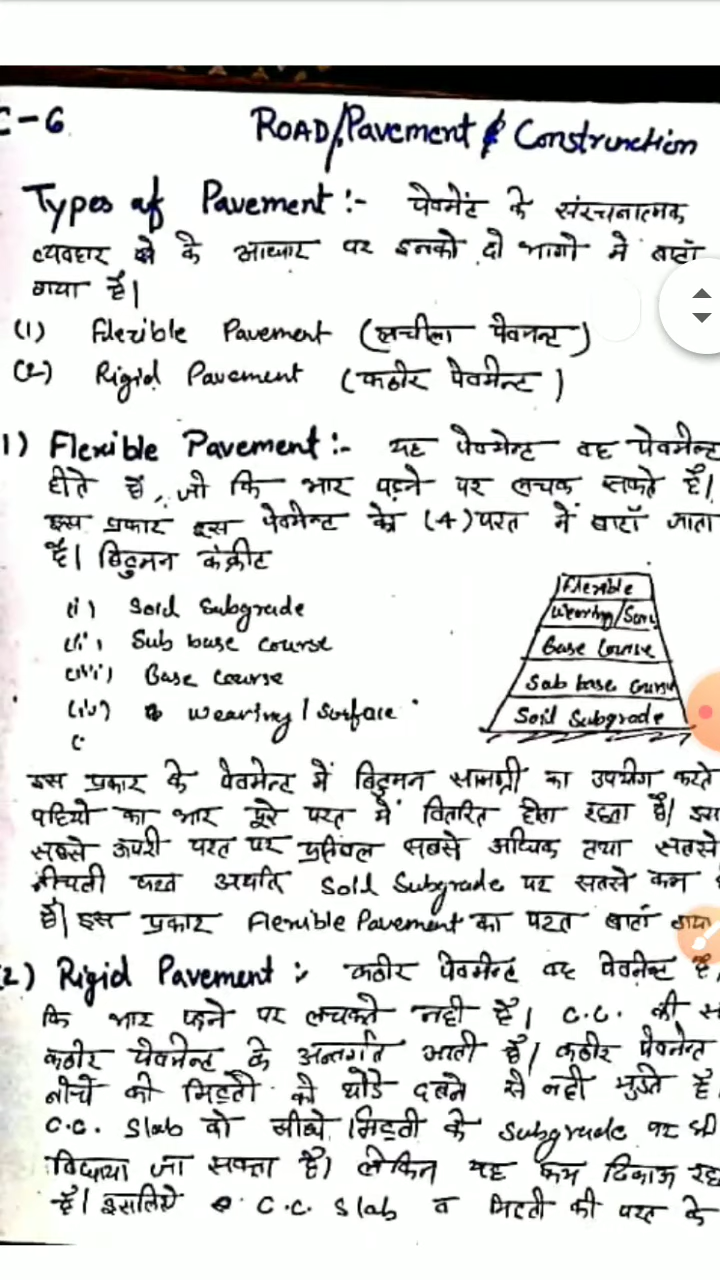 C-6 ROAD/Pavement & Construction
Types of Pavement :- पेवमेंट के संरचनात्मक
व्यवहार के आधार पर इनको दो भागो में बाटाँ
गया है।
(1) Flexible Pavement (लचीला पेवमेन्ट)
(2) Rigid Pavement (कठोर पेवमेन्ट)
1) Flexible Pavement :- यह पेवमेन्ट वह पेवमेन्ट
होते है, जो कि भार पड़ने पर लचक सकते है।
इस प्रकार इस पेवमेन्ट को (4) परत में बाटाँ जाता
है। बिटुमन कंक्रीट
(i) Soid Subgrade
(ii) Sub base course
(iii) Base course
(iv) wearing / Surface
(
Flexible
Wearing/Sur
Base Course
Sab base Course
Soil Subgrade
इस प्रकार के पेवमेन्ट में बिटुमन सामग्री का उपयोग करते
पहियो का भार पूरे परत में वितरित होता रहता है। इस
सबसे ऊपरी परत पर प्रतिबल सबसे अधिक तथा सबसे
नीचली परत अर्थात Soil Subgrade पर सबसे कम
है। इस प्रकार Flexible Pavement का परत बाटाँ गया
2) Rigid Pavement :- कठोर पेवमेन्ट वह पेवमेन्ट है,
कि भार पड़ने पर लचकते नही है। C.C. की
कठोर पेवमेन्ट के अन्तर्गत आती है। कठोर पेवमेन्ट
नीचे की मिट्टी के थोडे दबने से नही मुडते है
C.C. Slab को सीधे मिट्टी के Subgrade पर भी
बिछाया जा सकता है। लेकिन यह कम टिकाऊ रह
है। इसलिये C.C. Slab व मिट्टी की परत के